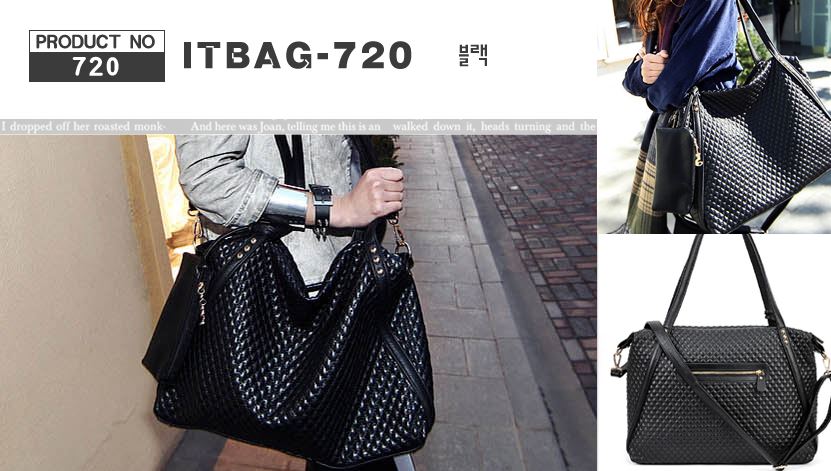 PRODUCT NO
720
ITBAG-720
블랙
I dropped off her roasted monk- And here was Joan, telling me this is an walked down it, heads turning and the